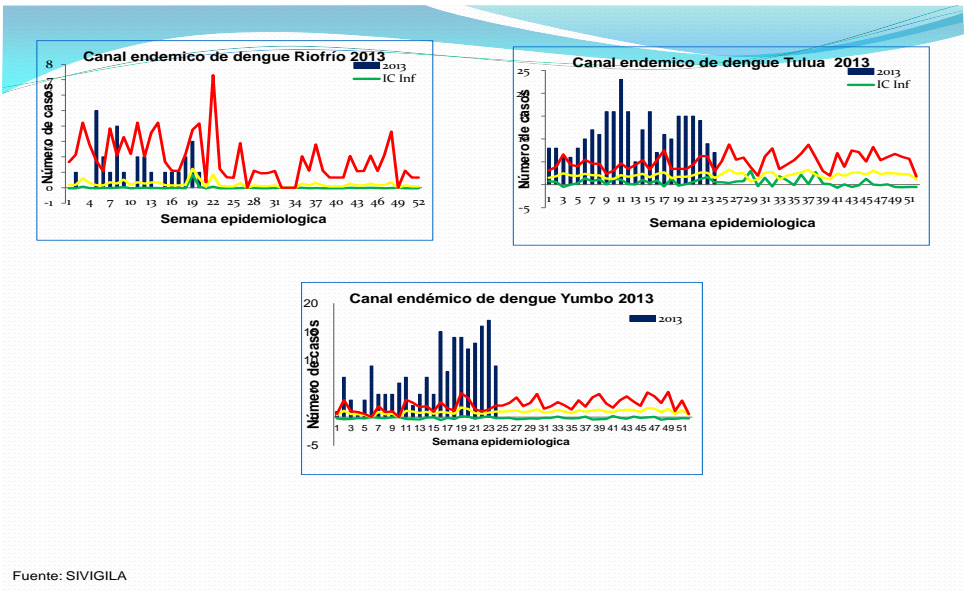 Canal endemico de dengue Riofrío 2013
8
2013
IC Inf
Número de casos
-1
1 4 7 10 13 16 19 22 25 28 31 34 37 40 43 46 49 52
Semana epidemiologica
Canal endemico de dengue Tulua 2013
25
2013
IC Inf
Número de casos
-5
1 3 5 7 9 11 13 15 17 19 21 23 25 27 29 31 33 35 37 39 41 43 45 47 49 51
Semana epidemiologica
Canal endémico de dengue Yumbo 2013
20
2013
Número de casos
-5
1 3 5 7 9 11 13 15 17 19 21 23 25 27 29 31 33 35 37 39 41 43 45 47 49 51
Semana epidemiologica
Fuente: SIVIGILA